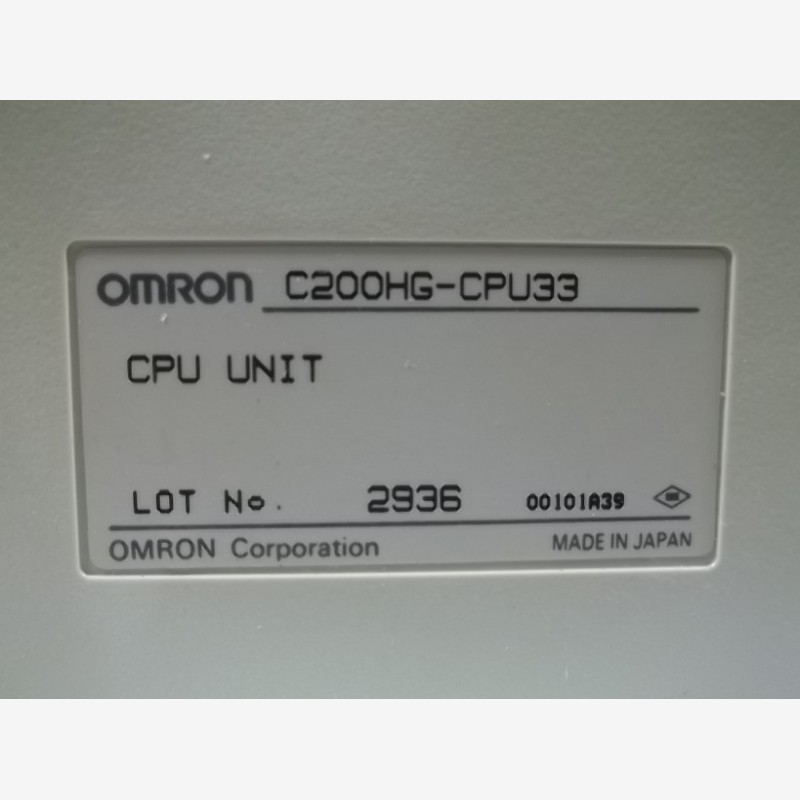 OMRON C200HG-CPU33
CPU UNIT
LOT No. 2936 00101A39
OMRON Corporation MADE IN JAPAN